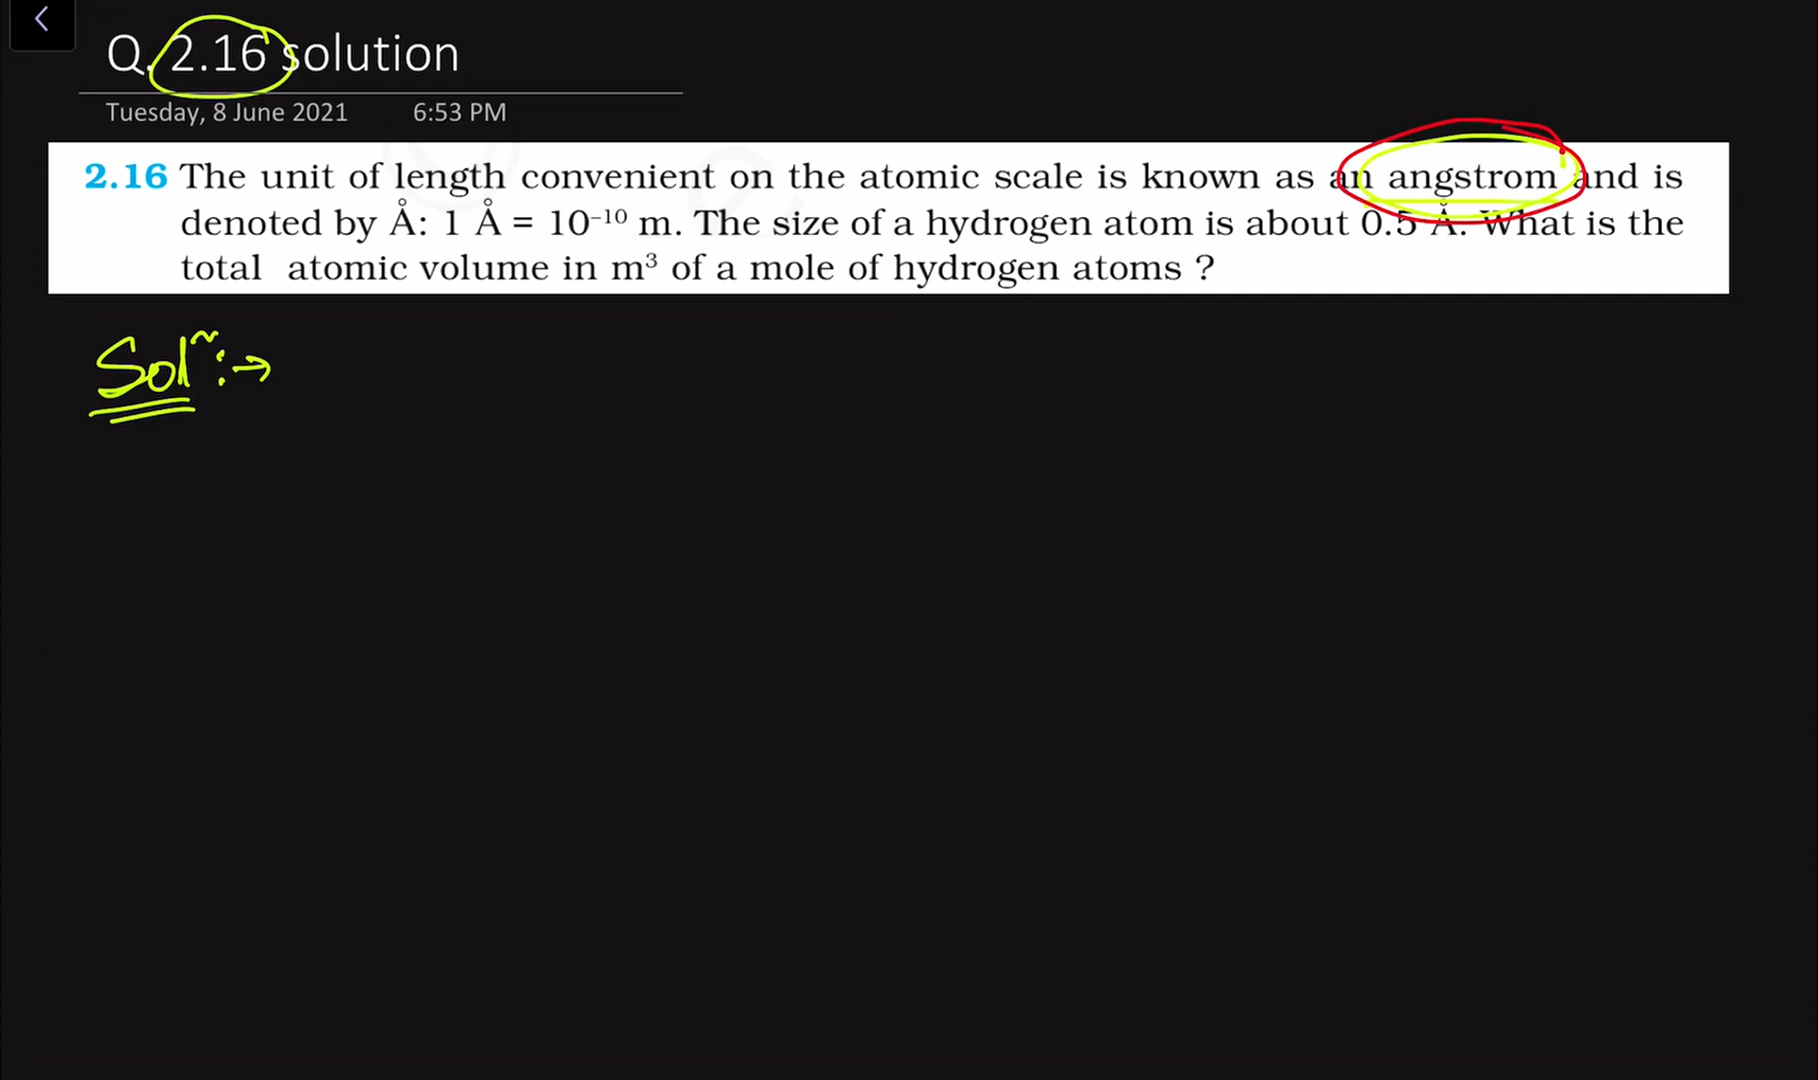 Q. 2.16 solution
Tuesday, 8 June 2021 6:53 PM
2.16 The unit of length convenient on the atomic scale is known as an angstrom and is
denoted by Å: 1 Å = 10⁻¹⁰ m. The size of a hydrogen atom is about 0.5 Å. What is the
total atomic volume in m³ of a mole of hydrogen atoms ?
Solⁿ :→